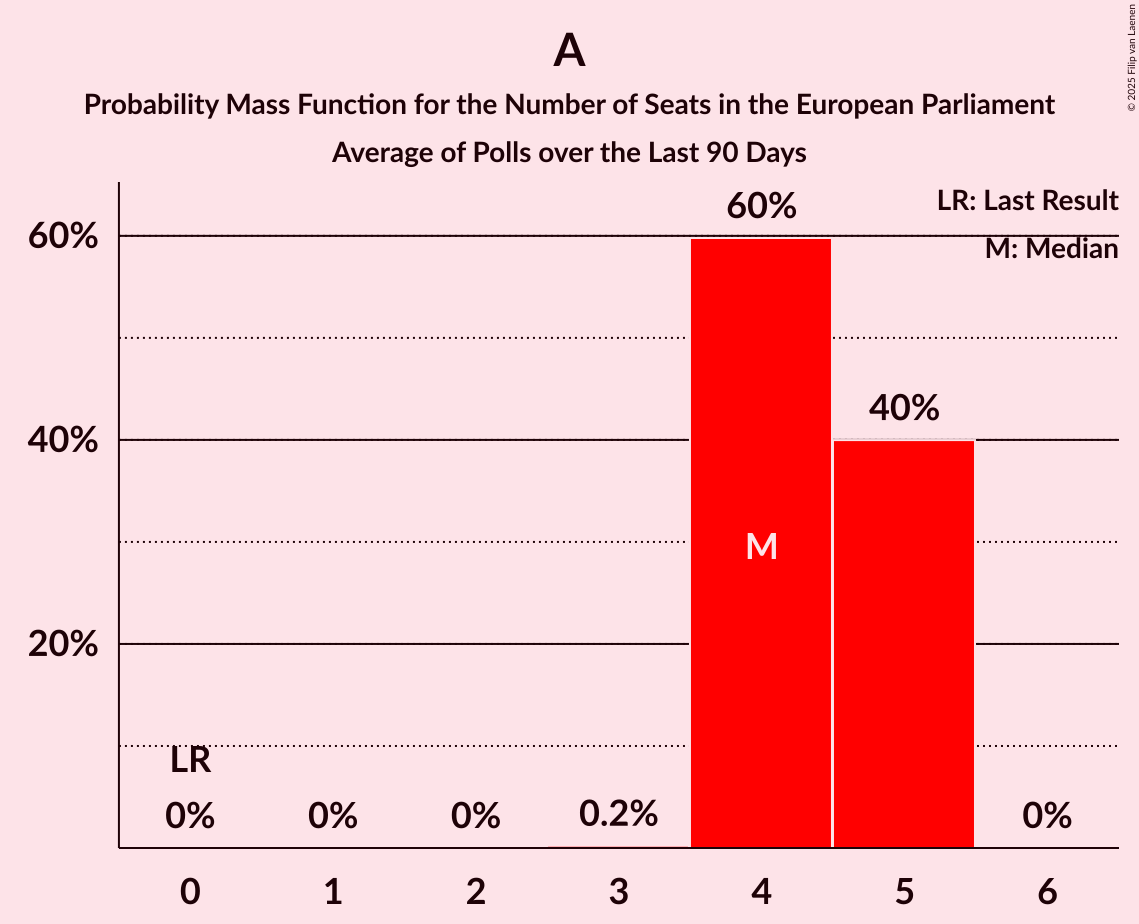 A
Probability Mass Function for the Number of Seats in the European Parliament
Average of Polls over the Last 90 Days
© 2025 Filip van Laenen
LR: Last Result
M: Median
60%
40%
20%
LR
0%
0%
0%
0.2%
60%
M
40%
0%
0 1 2 3 4 5 6